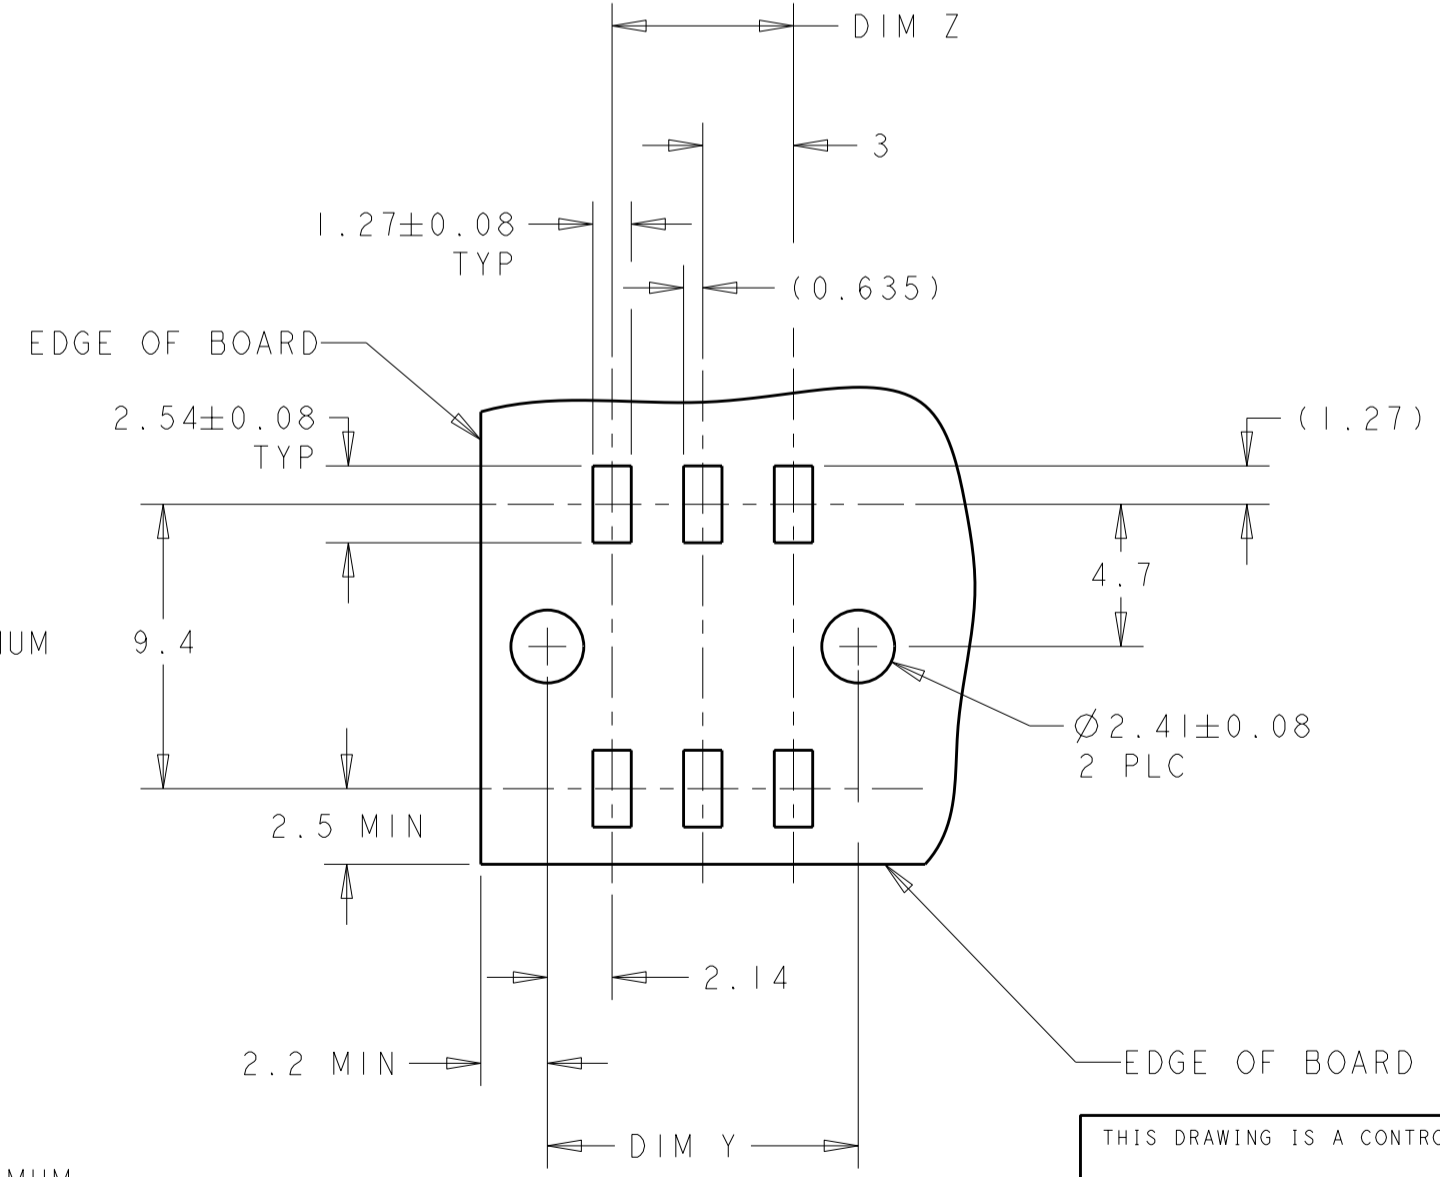 DIM Z
3
1.27±0.08
TYP
(0.635)
EDGE OF BOARD
2.54±0.08
TYP
(1.27)
4.7
9.4
Ø2.41±0.08
2 PLC
2.5 MIN
2.14
2.2 MIN
EDGE OF BOARD
DIM Y
THIS DRAWING IS A